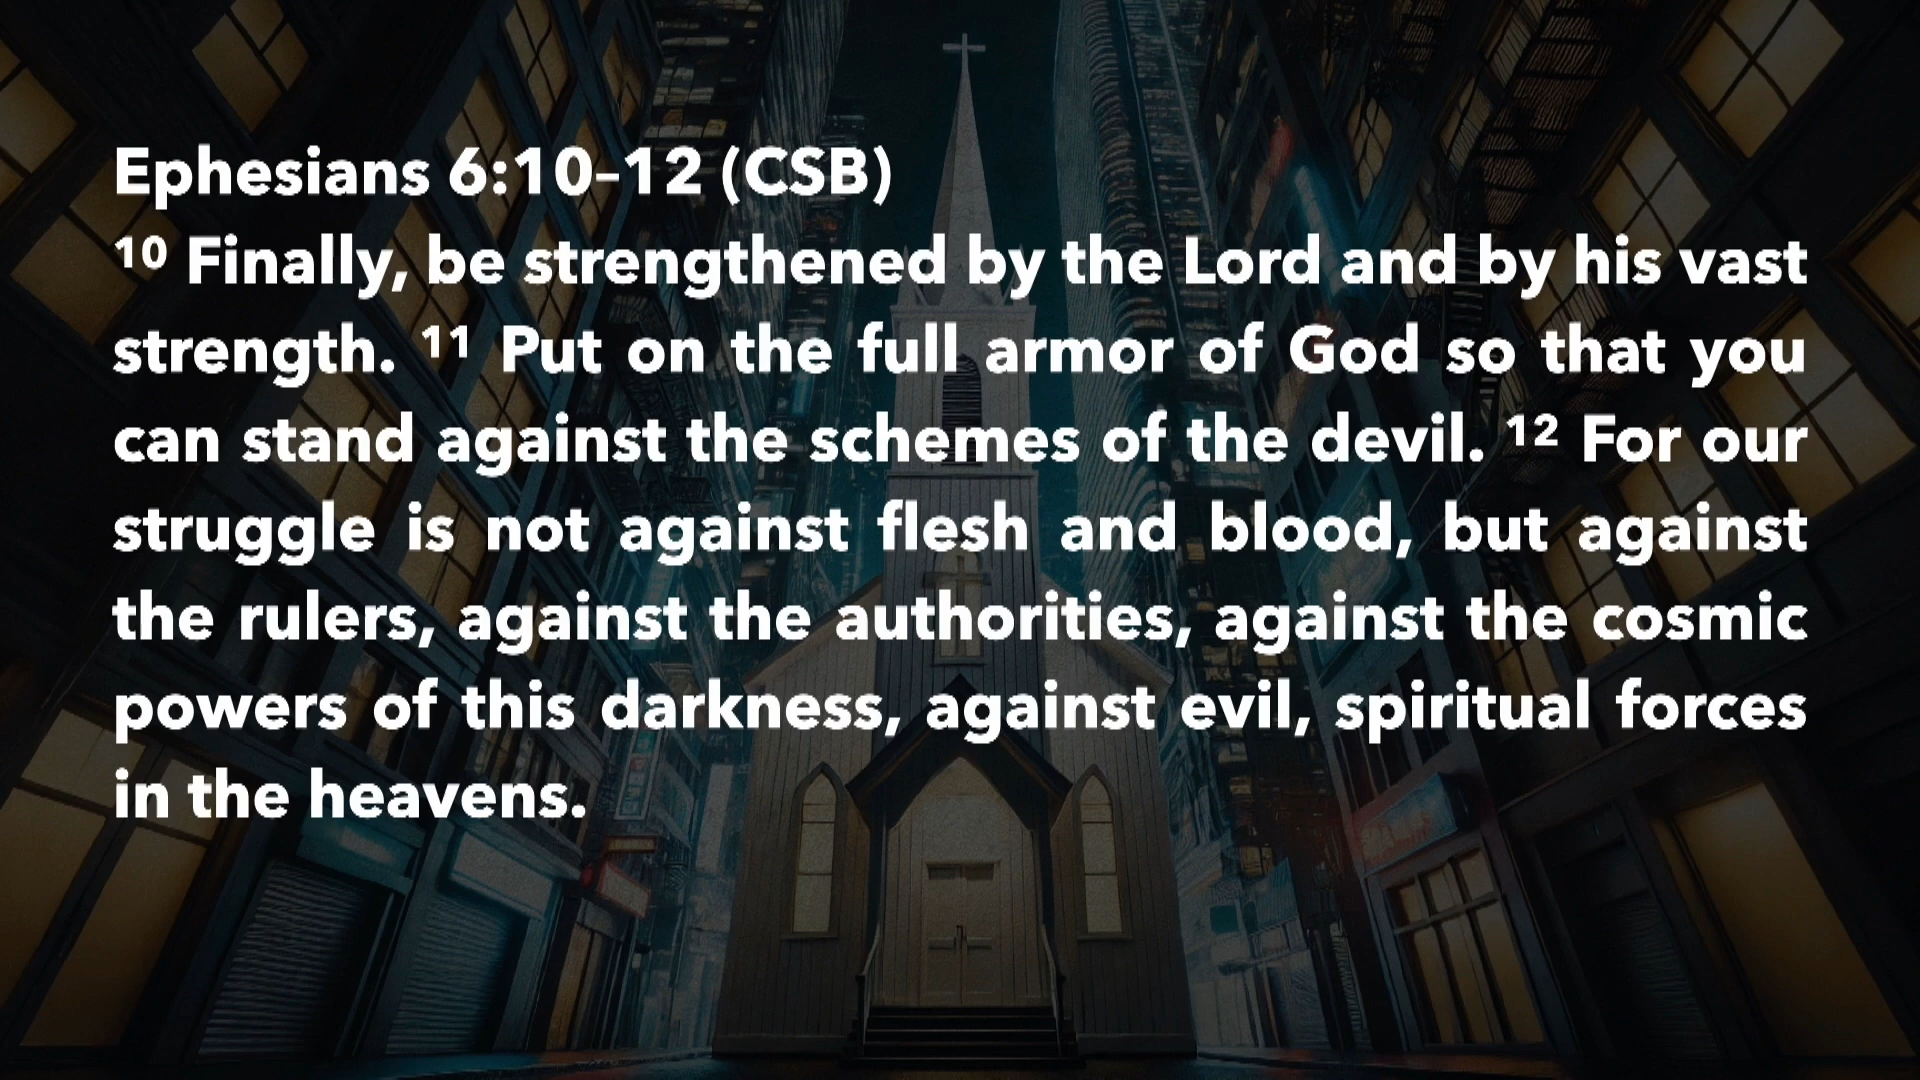 Ephesians 6:10–12 (CSB)
10 Finally, be strengthened by the Lord and by his vast
strength. 11 Put on the full armor of God so that you
can stand against the schemes of the devil. 12 For our
struggle is not against flesh and blood, but against
the rulers, against the authorities, against the cosmic
powers of this darkness, against evil, spiritual forces
in the heavens.